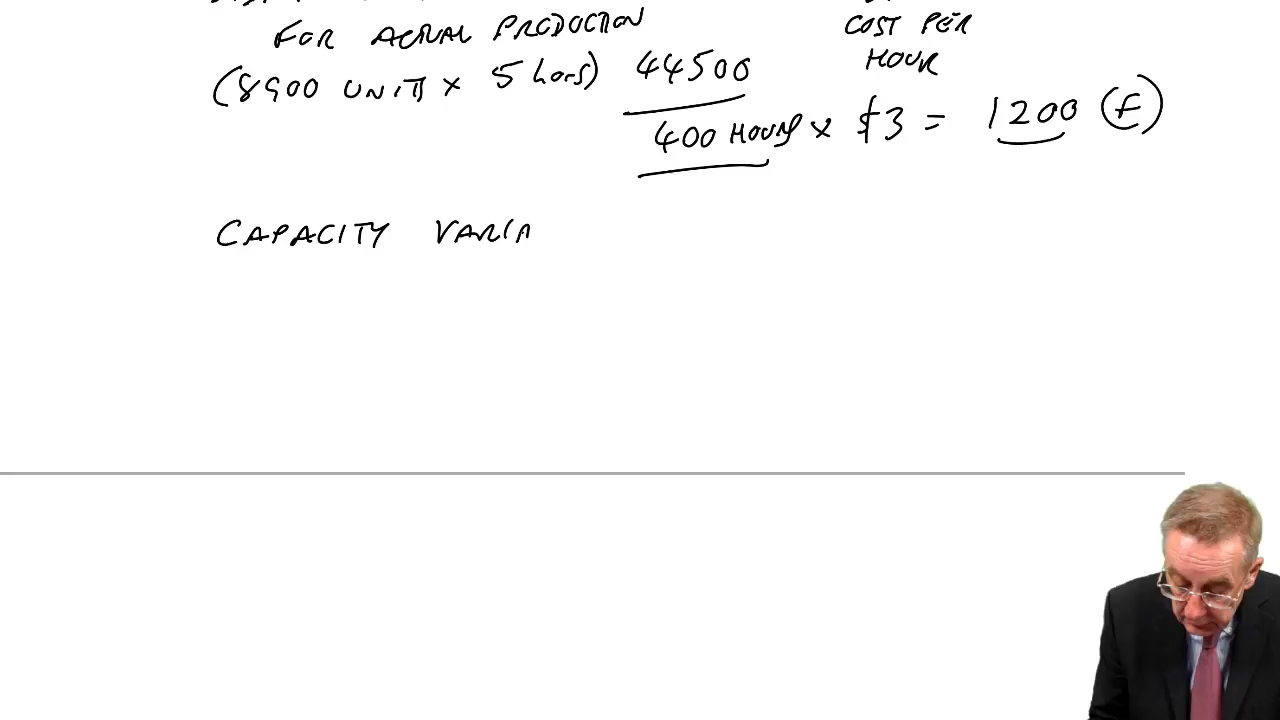 FOR ACTUAL PRODUCTION
COST PER
HOUR
(8900 UNITS × 5 hours) 44500
400 HOURS × $3 = 1200 (F)
CAPACITY VARIA